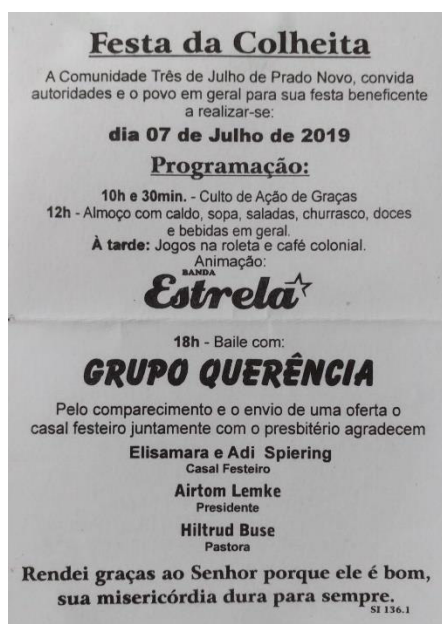 Festa da Colheita
A Comunidade Três de Julho de Prado Novo, convida
autoridades e o povo em geral para sua festa beneficente
a realizar-se:
dia 07 de Julho de 2019
Programação:
10h e 30min. - Culto de Ação de Graças
12h - Almoço com caldo, sopa, saladas, churrasco, doces
e bebidas em geral.
À tarde: Jogos na roleta e café colonial.
Animação:
BANDA
Estrela
18h - Baile com:
GRUPO QUERÊNCIA
Pelo comparecimento e o envio de uma oferta o
casal festeiro juntamente com o presbitério agradecem
Elisamara e Adi Spiering
Casal Festeiro
Airtom Lemke
Presidente
Hiltrud Buse
Pastora
Rendei graças ao Senhor porque ele é bom,
sua misericórdia dura para sempre.
SI 136.1